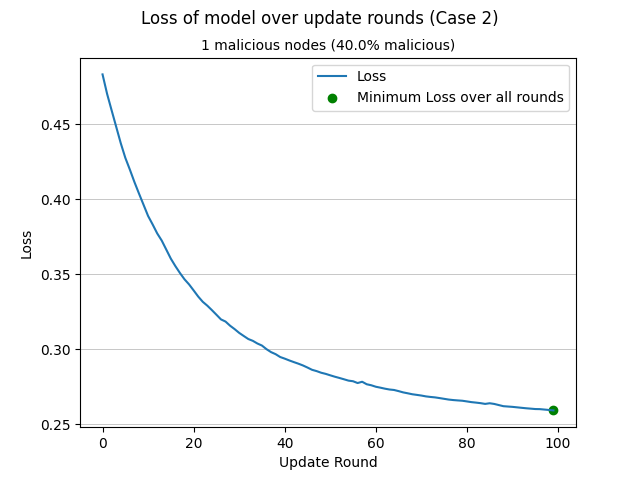 Loss of model over update rounds (Case 2)
1 malicious nodes (40.0% malicious)
Loss
Minimum Loss over all rounds
0.45
0.40
0.35
0.30
0.25
Loss
0 20 40 60 80 100
Update Round